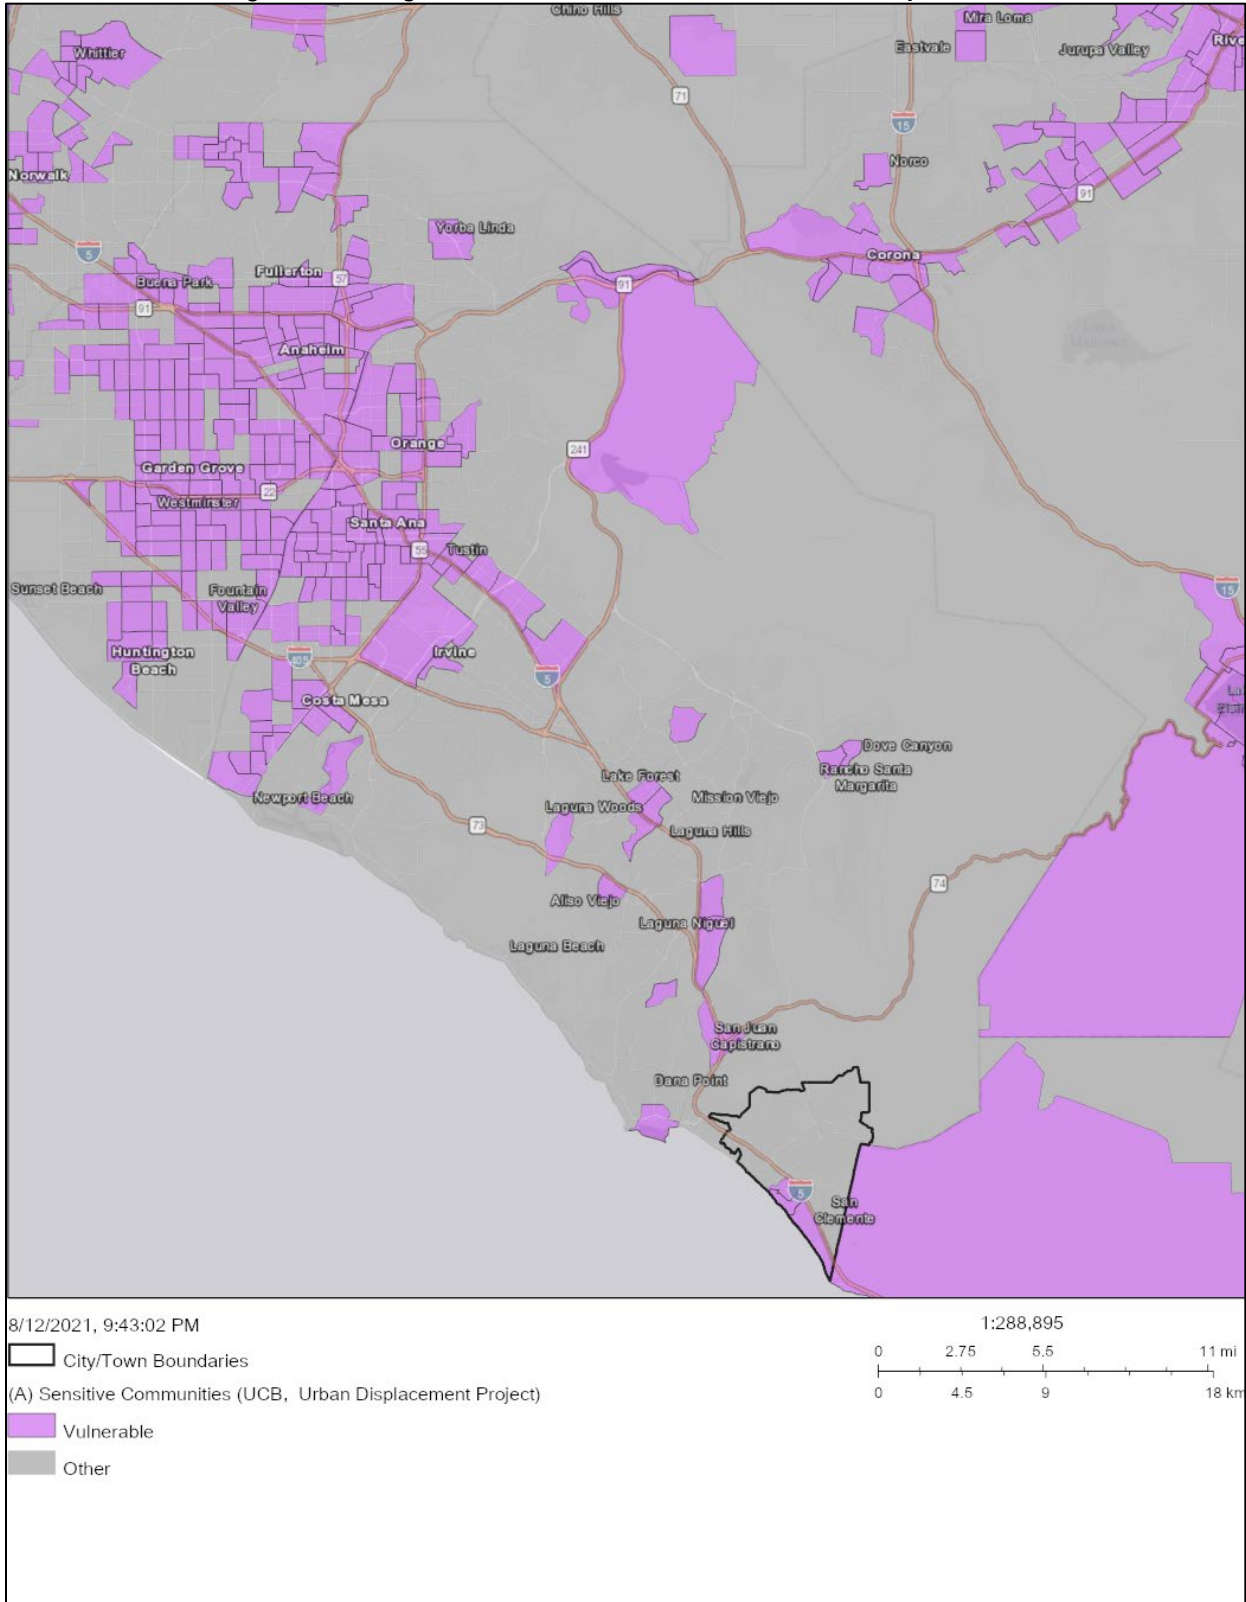 Chino Hills
Mira Loma
Whittier
Eastvale
Jurupa Valley
71
15
Norco
Norwalk
91
Yorba Linda
5
Corona
Fullerton
57
Buena Park
91
91
Anaheim
Orange
241
Garden Grove
22
Westminster
Santa Ana
55
Tustin
Sunset Beach
Fountain
Valley
15
Huntington
Beach
405
Irvine
5
Costa Mesa
Dove Canyon
Lake Forest
Rancho Santa
Margarita
Newport Beach
Laguna Woods
Mission Viejo
73
Laguna Hills
74
Aliso Viejo
Laguna Niguel
Laguna Beach
San Juan
Capistrano
Dana Point
5
San
Clemente
8/12/2021, 9:43:02 PM
1:288,895
City/Town Boundaries
0 2.75 5.5 11 mi
0 4.5 9 18 km
(A) Sensitive Communities (UCB, Urban Displacement Project)
Vulnerable
Other